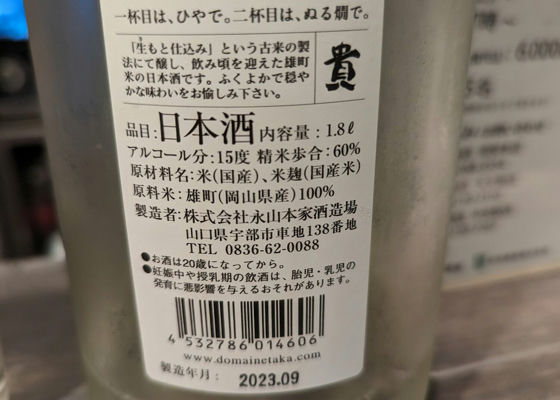 一杯目は、ひやで。二杯目は、ぬる燗で。
「生もと仕込み」という古来の製
法にて醸し、飲み頃を迎えた雄町
米の日本酒です。ふくよかで穏や
かな味わいをお愉しみ下さい。
貴
品目:日本酒 内容量:1.8ℓ
アルコール分:15度 精米歩合:60%
原材料名:米(国産)、米麹(国産米)
原料米:雄町(岡山県産)100%
製造者:株式会社永山本家酒造場
山口県宇部市車地138番地
TEL 0836-62-0088
●お酒は20歳になってから。
●妊娠中や授乳期の飲酒は、胎児・乳児の
発育に悪影響を与えるおそれがあります。
4 532786 014606
www.domainetaka.com
製造年月: 2023.09